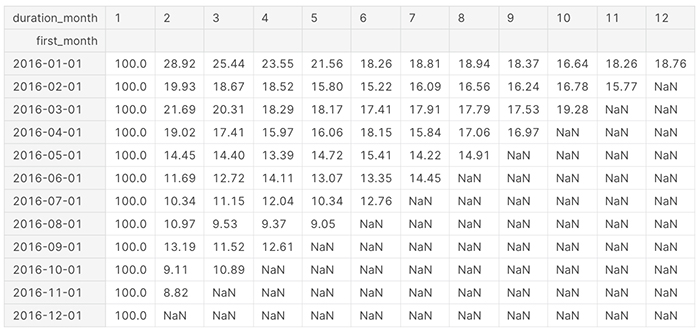 duration_month 1 2 3 4 5 6 7 8 9 10 11 12
first_month
2016-01-01 100.0 28.92 25.44 23.55 21.56 18.26 18.81 18.94 18.37 16.64 18.26 18.76
2016-02-01 100.0 19.93 18.67 18.52 15.80 15.22 16.09 16.56 16.24 16.78 15.77 NaN
2016-03-01 100.0 21.69 20.31 18.29 18.17 17.41 17.91 17.79 17.53 19.28 NaN NaN
2016-04-01 100.0 19.02 17.41 15.97 16.06 18.15 15.84 17.06 16.97 NaN NaN NaN
2016-05-01 100.0 14.45 14.40 13.39 14.72 15.41 14.22 14.91 NaN NaN NaN NaN
2016-06-01 100.0 11.69 12.72 14.11 13.07 13.35 14.45 NaN NaN NaN NaN NaN
2016-07-01 100.0 10.34 11.15 12.04 10.34 12.76 NaN NaN NaN NaN NaN NaN
2016-08-01 100.0 10.97 9.53 9.37 9.05 NaN NaN NaN NaN NaN NaN NaN
2016-09-01 100.0 13.19 11.52 12.61 NaN NaN NaN NaN NaN NaN NaN NaN
2016-10-01 100.0 9.11 10.89 NaN NaN NaN NaN NaN NaN NaN NaN NaN
2016-11-01 100.0 8.82 NaN NaN NaN NaN NaN NaN NaN NaN NaN NaN
2016-12-01 100.0 NaN NaN NaN NaN NaN NaN NaN NaN NaN NaN NaN